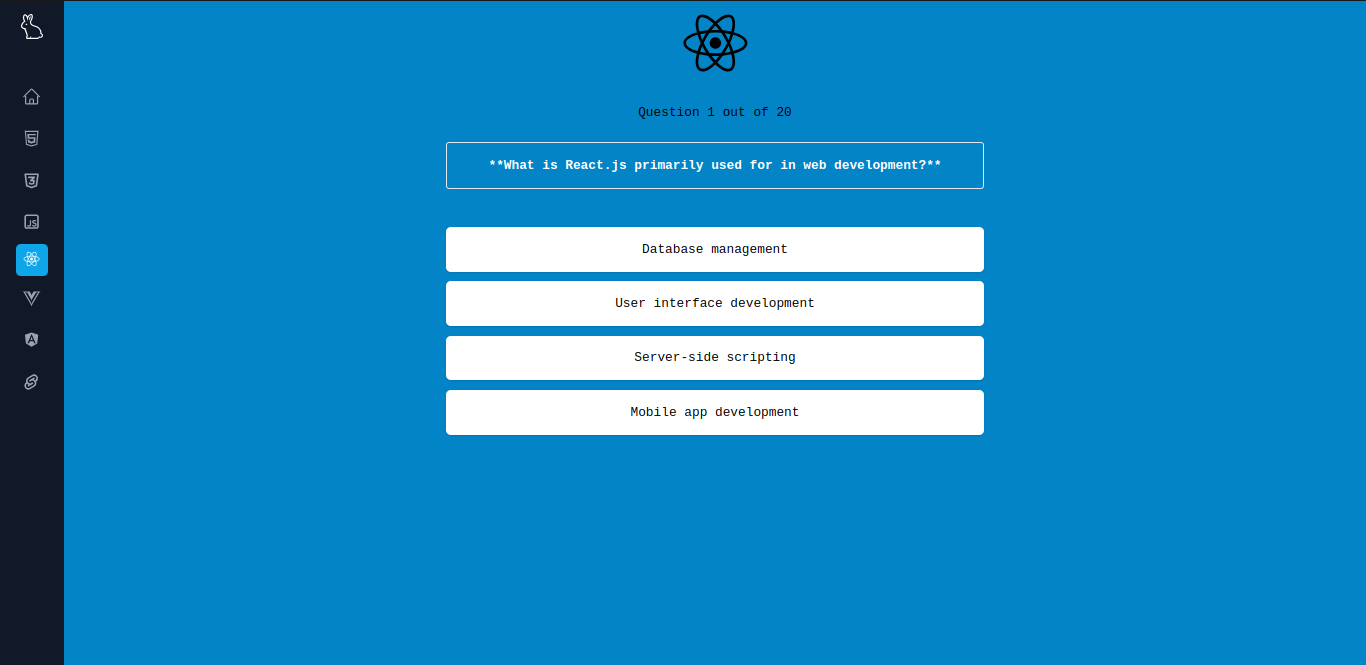 Question 1 out of 20
**What is React.js primarily used for in web development?**
Database management
User interface development
Server-side scripting
Mobile app development
JS